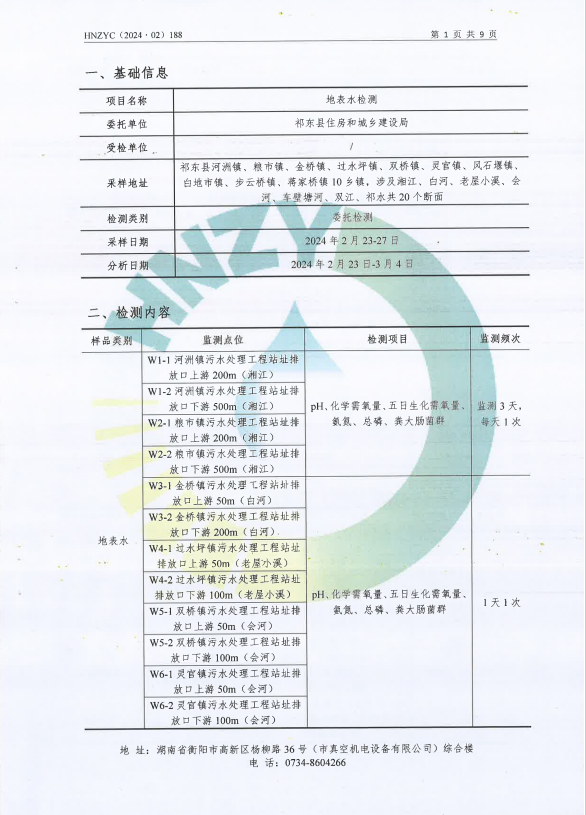 HNZYC（2024·02）188
第 1 页 共 9 页
一、基础信息
项目名称
地表水检测
委托单位
祁东县住房和城乡建设局
受检单位
/
采样地址
祁东县河洲镇、粮市镇、金桥镇、过水坪镇、双桥镇、灵官镇、风石堰镇、
白地市镇、步云桥镇、蒋家桥镇 10 乡镇，涉及湘江、白河、老屋小溪、会
河、车壁塘河、双江、祁水共 20 个断面
检测类别
委托检测
采样日期
2024 年 2 月 23-27 日
分析日期
2024 年 2 月 23 日-3 月 4 日
HNZY
二、检测内容
样品类别
监测点位
检测项目
监测频次
地表水
W1-1 河洲镇污水处理工程站址排
放口上游 200m（湘江）
W1-2 河洲镇污水处理工程站址排
放口下游 500m（湘江）
W2-1 粮市镇污水处理工程站址排
放口上游 200m（湘江）
W2-2 粮市镇污水处理工程站址排
放口下游 500m（湘江）
pH、化学需氧量、五日生化需氧量、
氨氮、总磷、粪大肠菌群
监测 3 天，
每天 1 次
W3-1 金桥镇污水处理工程站址排
放口上游 50m（白河）
W3-2 金桥镇污水处理工程站址排
放口下游 200m（白河）
W4-1 过水坪镇污水处理工程站址
排放口上游 50m（老屋小溪）
W4-2 过水坪镇污水处理工程站址
排放口下游 100m（老屋小溪）
W5-1 双桥镇污水处理工程站址排
放口上游 50m（会河）
W5-2 双桥镇污水处理工程站址排
放口下游 100m（会河）
W6-1 灵官镇污水处理工程站址排
放口上游 50m（会河）
W6-2 灵官镇污水处理工程站址排
放口下游 100m（会河）
pH、化学需氧量、五日生化需氧量、
氨氮、总磷、粪大肠菌群
1 天 1 次
地 址：湖南省衡阳市高新区杨柳路 36 号（市真空机电设备有限公司）综合楼
电 话：0734-8604266